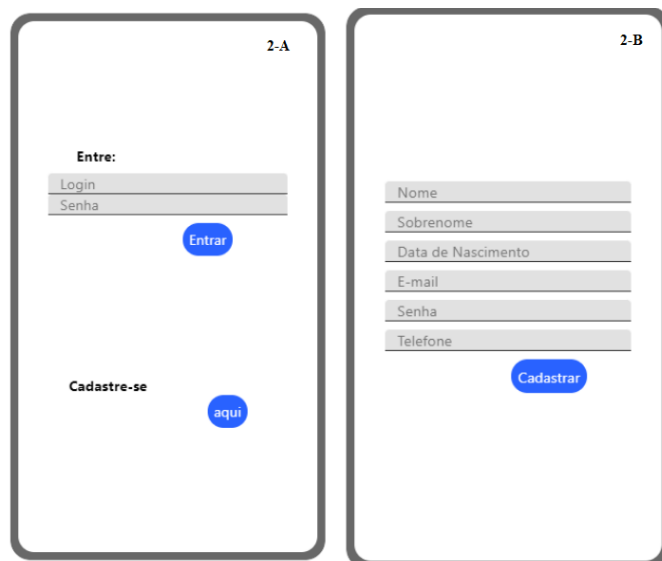 2-A
Entre:
Login
Senha
Entrar
Cadastre-se
aqui
2-B
Nome
Sobrenome
Data de Nascimento
E-mail
Senha
Telefone
Cadastrar